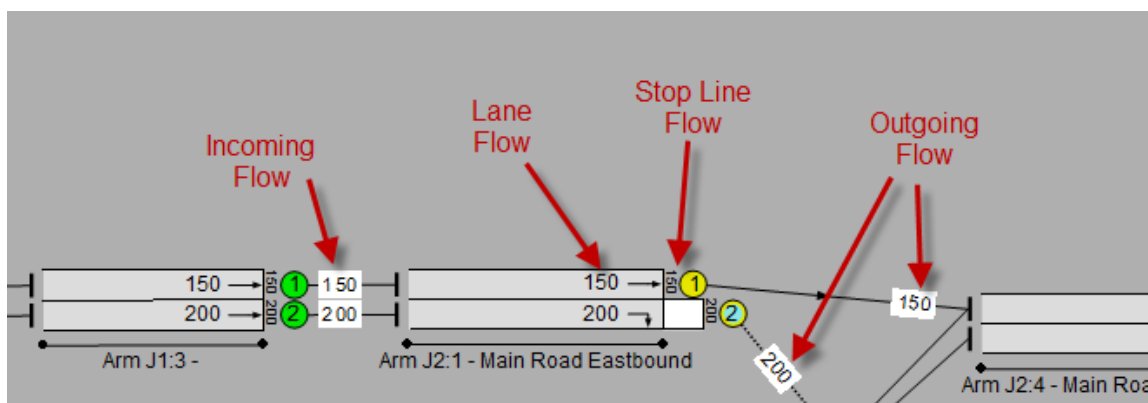 Stop Line
Flow
Lane
Flow
Outgoing
Flow
Incoming
Flow
150
150
1
150
150
150
1
150
200
200
2
200
200
200
2
200
Arm J1:3 -
Arm J2:1 - Main Road Eastbound
Arm J2:4 - Main Roa